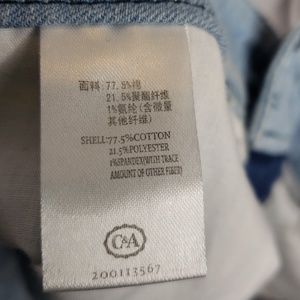 面料: 77.5%棉
21.5%聚酯纤维
1%氨纶(含微量
其他纤维)
SHELL:77.5%COTTON
21.5%POLYESTER
1%SPANDEX(WITH TRACE
AMOUNT OF OTHER FIBER)
C&A
200113567